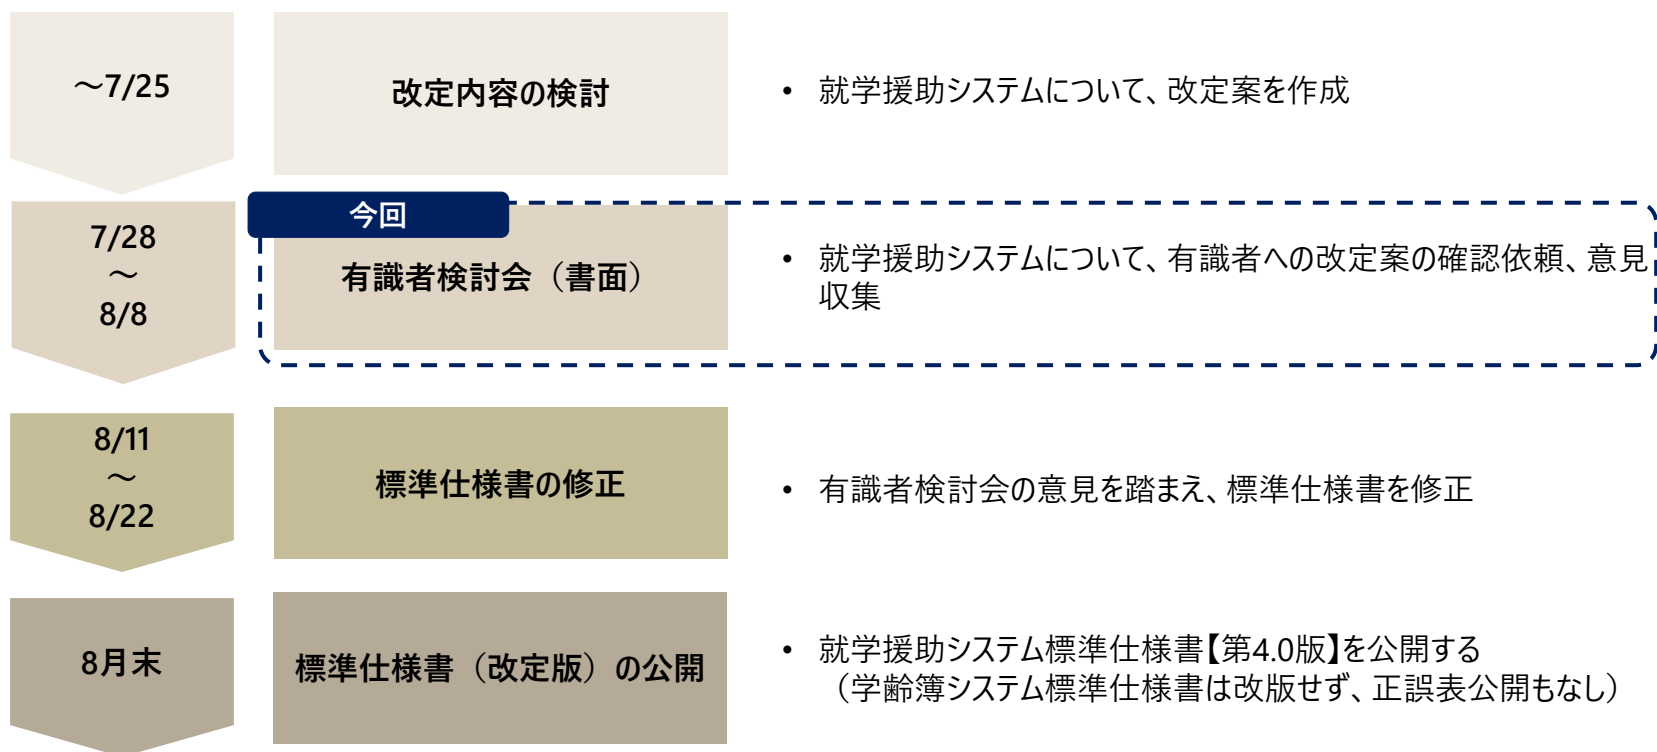 ～7/25
改定内容の検討
• 就学援助システムについて、改定案を作成
今回
7/28
～
8/8
有識者検討会（書面）
• 就学援助システムについて、有識者への改定案の確認依頼、意見
収集
8/11
～
8/22
標準仕様書の修正
• 有識者検討会の意見を踏まえ、標準仕様書を修正
8月末
標準仕様書（改定版）の公開
• 就学援助システム標準仕様書【第4.0版】を公開する
（学齢簿システム標準仕様書は改版せず、正誤表公開もなし）